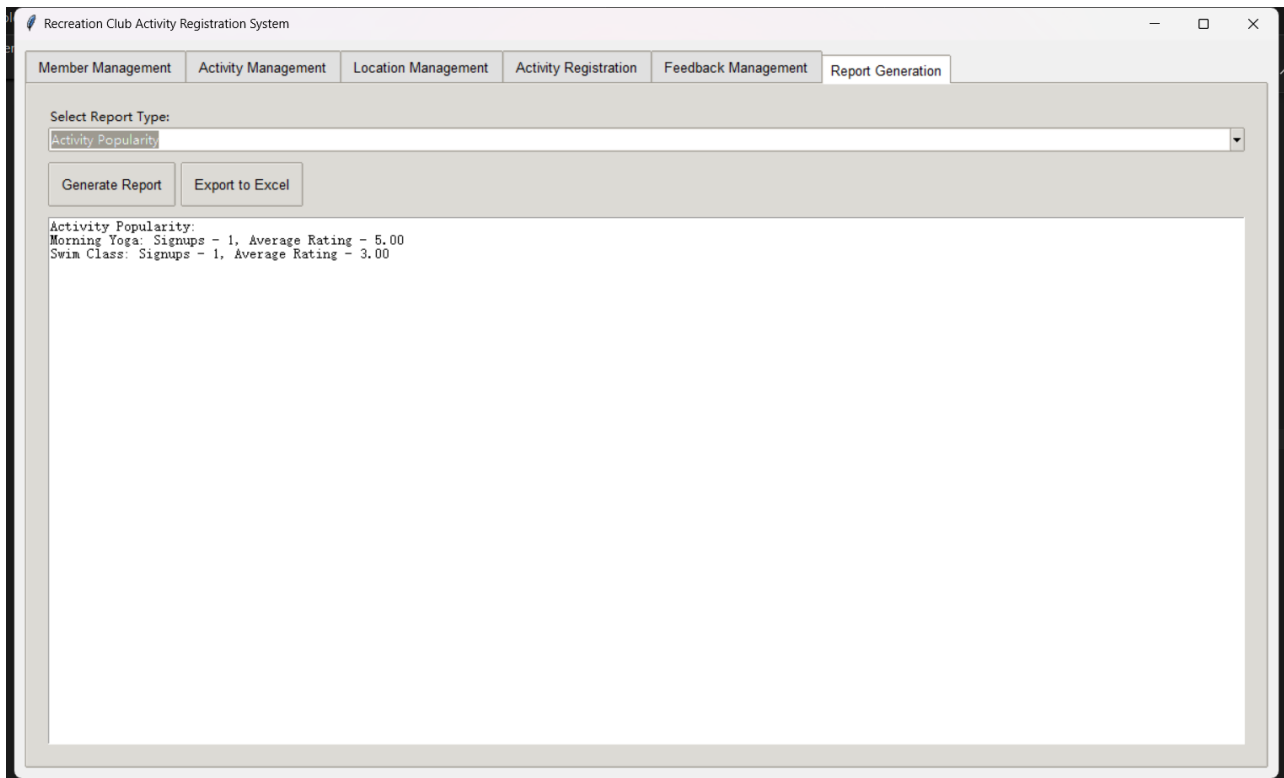 Recreation Club Activity Registration System
Member Management Activity Management Location Management Activity Registration Feedback Management Report Generation
Select Report Type:
Activity Popularity
Generate Report Export to Excel
Activity Popularity:
Morning Yoga: Signups - 1, Average Rating - 5.00
Swim Class: Signups - 1, Average Rating - 3.00